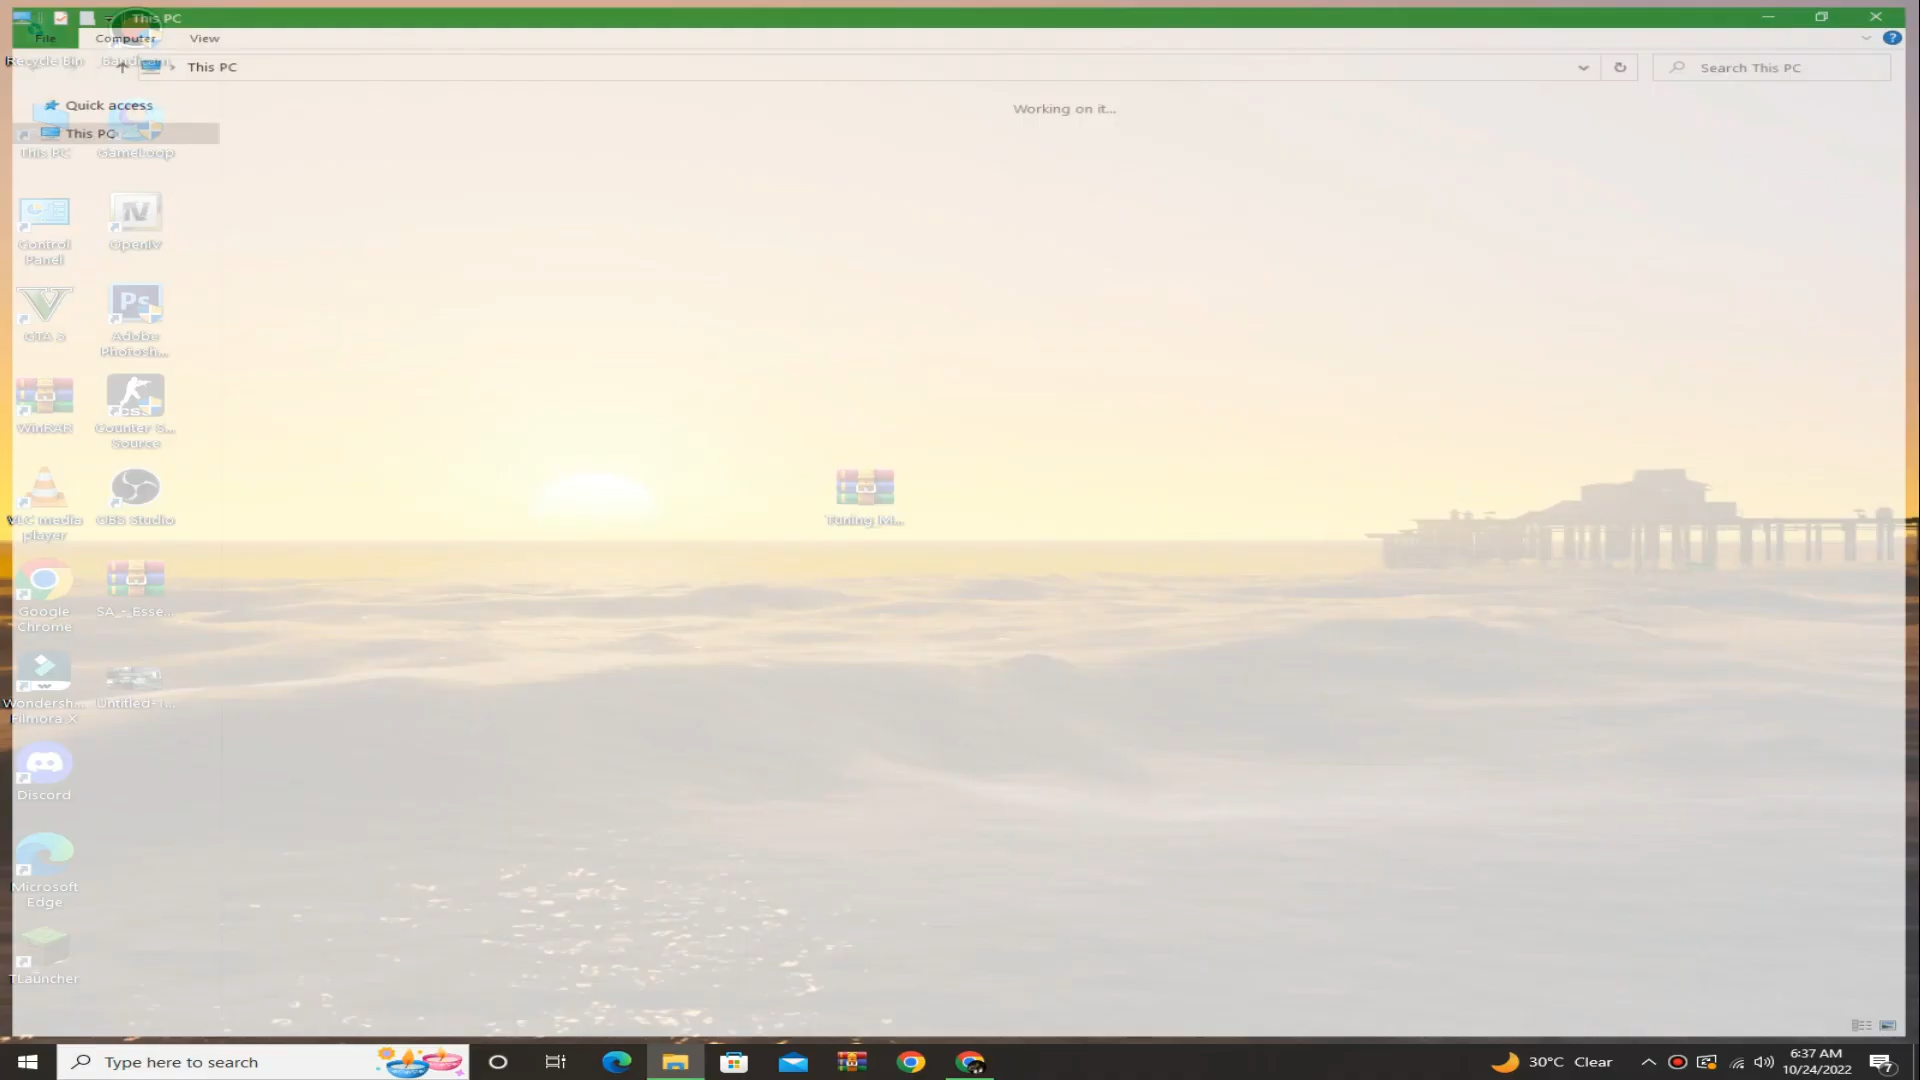 This PC
File
Computer
View
This PC
Search This PC
Quick access
This PC
Working on it...
Recycle Bin
This PC
GameLoop
Control
Panel
OpenIV
GTA 5
Adobe
Photosh...
WinRAR
Counter S...
Source
VLC media
player
OBS Studio
Tuning M...
Google
Chrome
SA_-_Esse...
Wondersh...
Filmora X
Untitled-1...
Discord
Microsoft
Edge
TLauncher
Type here to search
30°C Clear
6:37 AM
10/24/2022
7